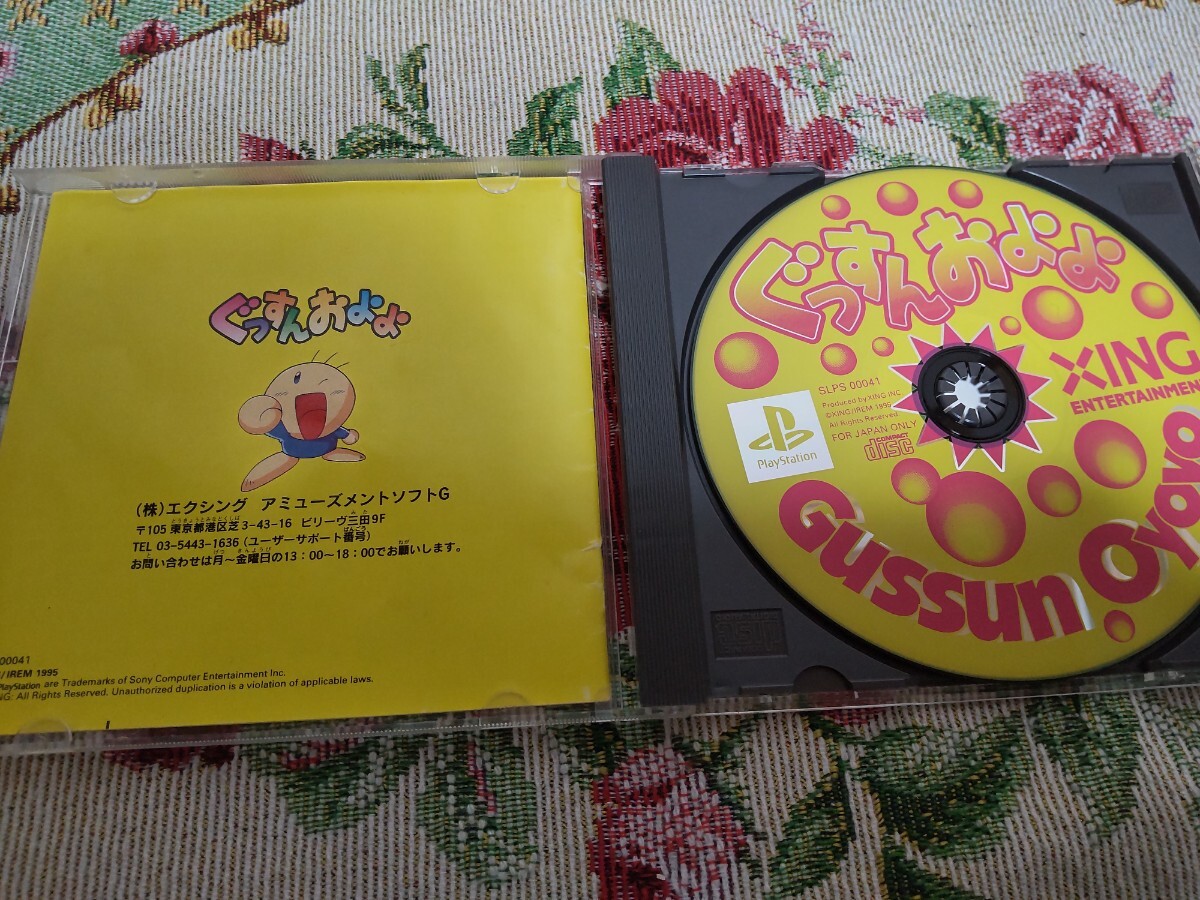 ぐっすんおよよ
(株)エクシング アミューズメントソフトG
〒105 東京都港区芝3-43-16 ビリーヴ三田9F
TEL 03-5443-1636 (ユーザーサポート番号)
お問い合わせは月~金曜日の13:00~18:00でお願いします。
00041
/IREM 1995
PlayStation are Trademarks of Sony Computer Entertainment Inc.
All Rights Reserved. Unauthorized duplication is a violation of applicable laws.
ぐっすんおよよ
XING
ENTERTAINMENT
SLPS 00041
Produced by XING INC
©XING/IREM 1995
All Rights Reserved.
FOR JAPAN ONLY
COMPACT
disc
PlayStation
Gussun Oyoyo